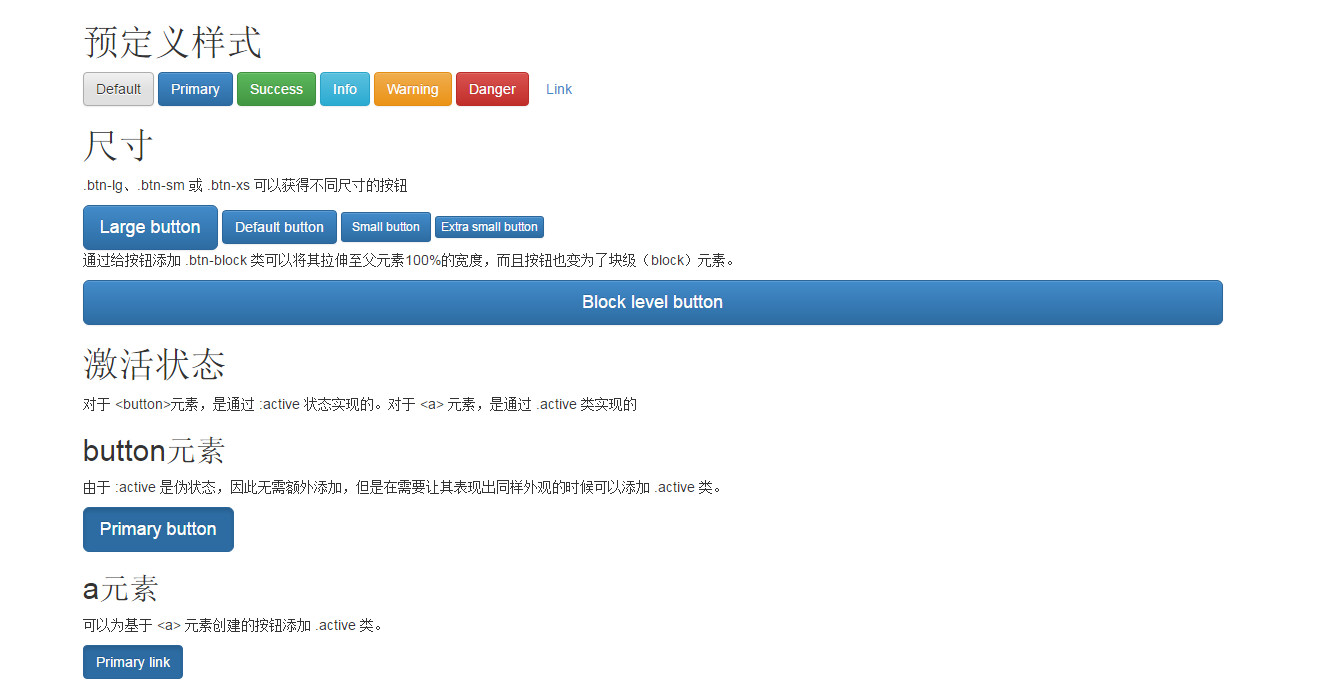 预定义样式
Default Primary Success Info Warning Danger Link
尺寸
.btn-lg、.btn-sm 或 .btn-xs 可以获得不同尺寸的按钮
Large button Default button Small button Extra small button
通过给按钮添加 .btn-block 类可以将其拉伸至父元素100%的宽度，而且按钮也变为了块级（block）元素。
Block level button
激活状态
对于 <button>元素，是通过 :active 状态实现的。对于 <a> 元素，是通过 .active 类实现的
button元素
由于 :active 是伪状态，因此无需额外添加，但是在需要让其表现出同样外观的时候可以添加 .active 类。
Primary button
a元素
可以为基于 <a> 元素创建的按钮添加 .active 类。
Primary link